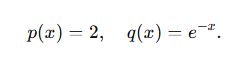 p(x) = 2, q(x) = e^{-x}.